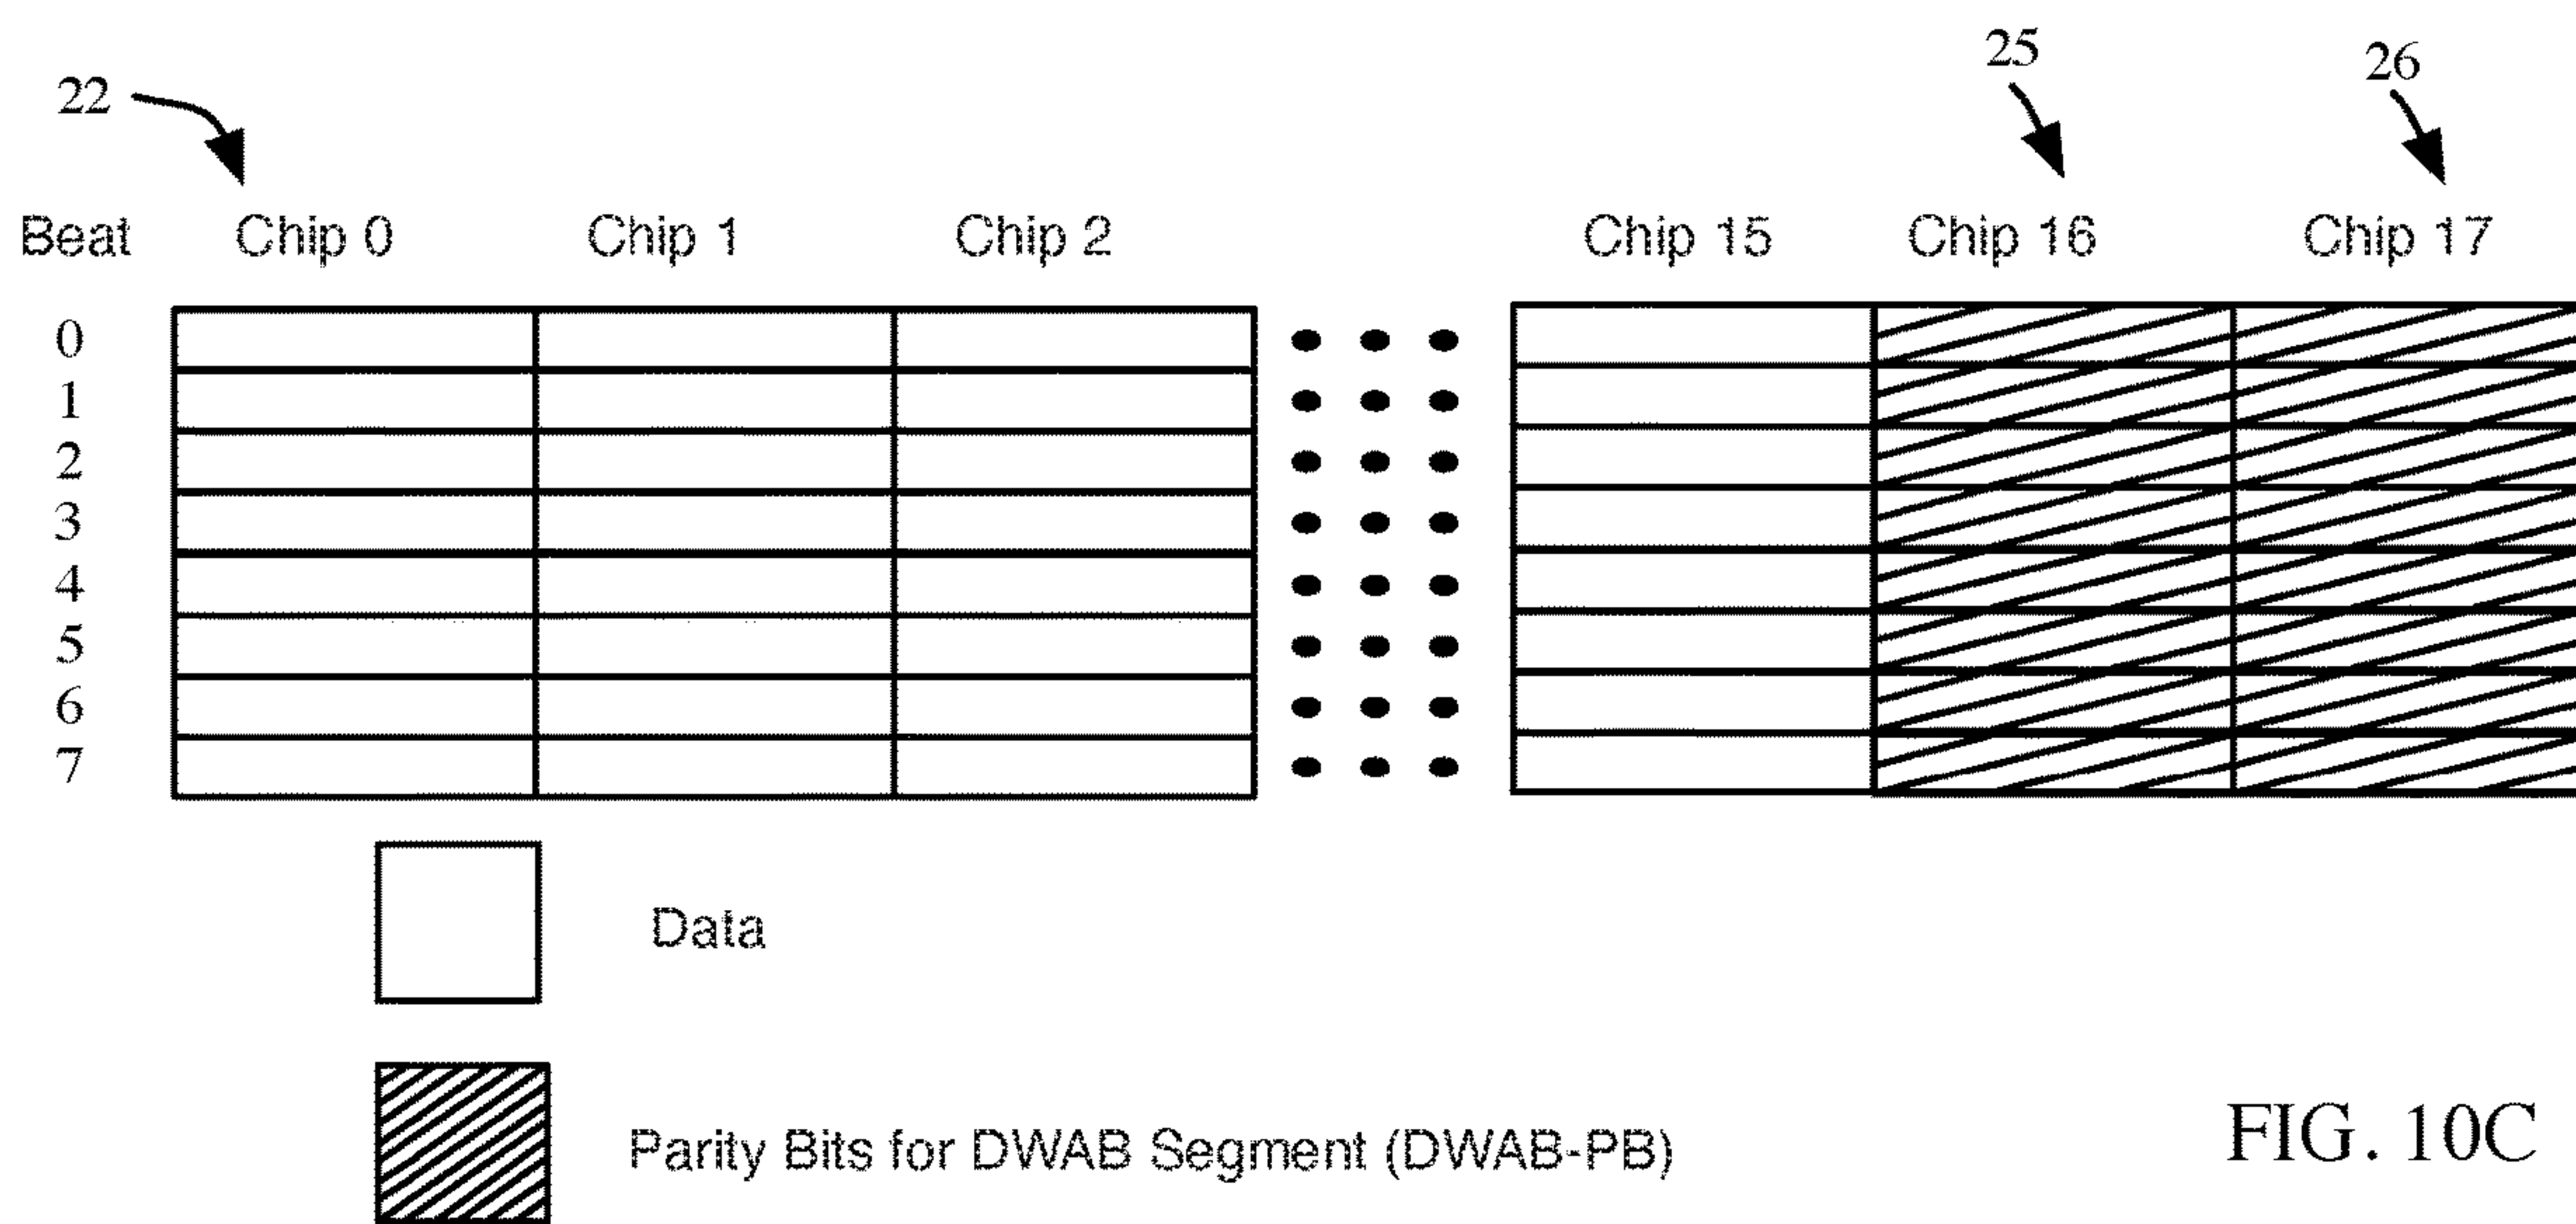 22
25
26
Beat Chip 0 Chip 1 Chip 2 Chip 15 Chip 16 Chip 17
0
1
2
3
4
5
6
7
Data
Parity Bits for DWAB Segment (DWAB-PB)
FIG. 10C